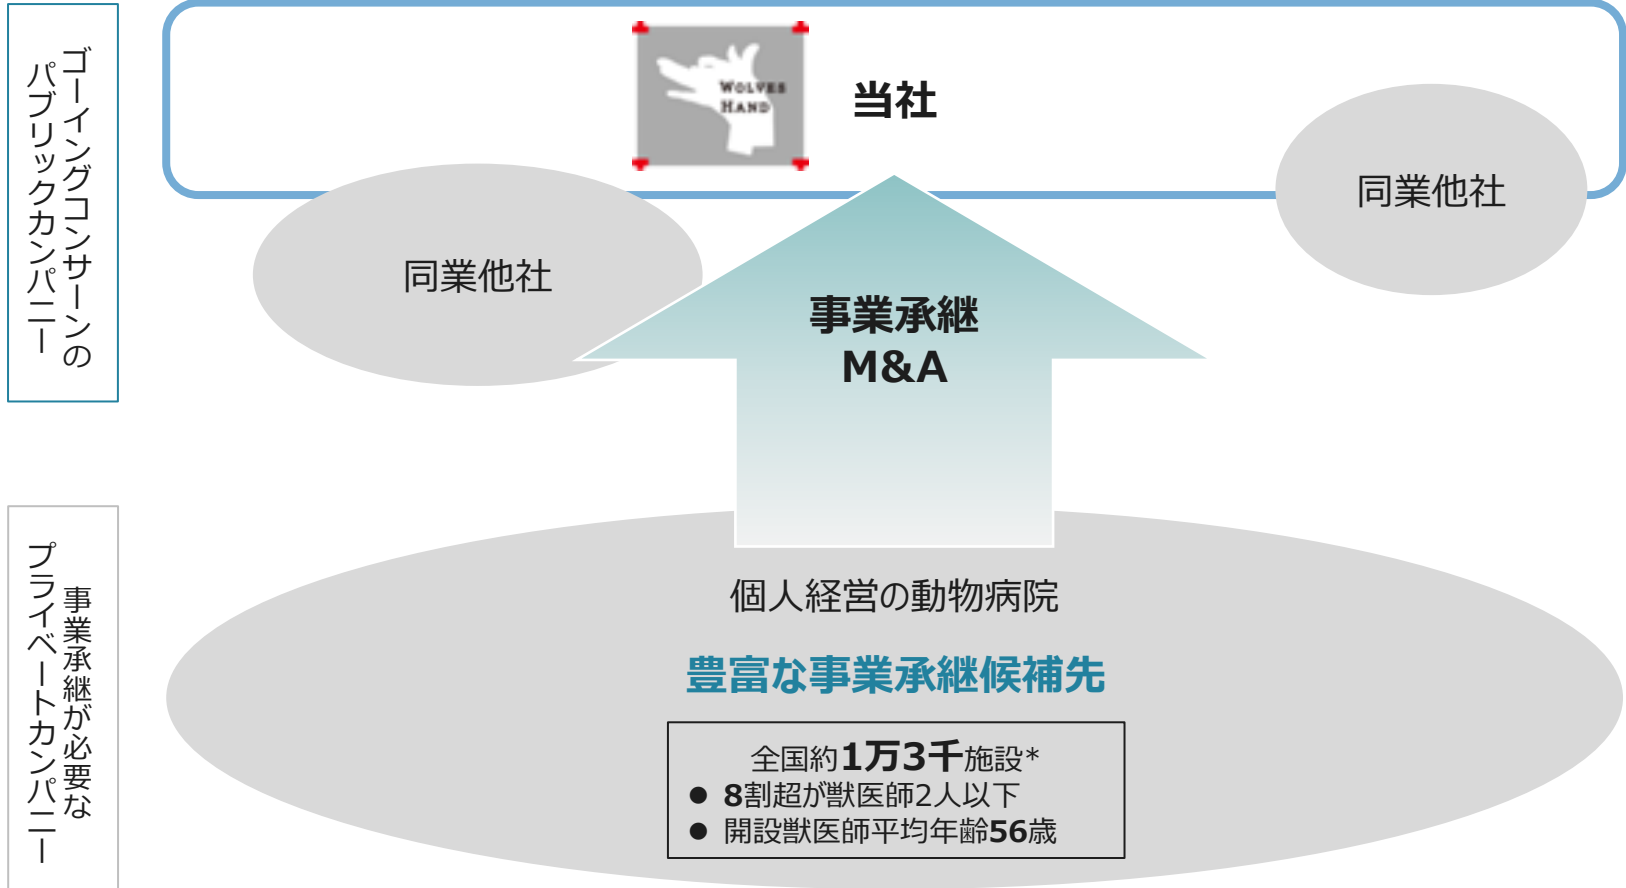 ゴーイングコンサーンの
パブリックカンパニー
WOLVES
HAND
当社
同業他社
同業他社
事業承継
M&A
事業承継が必要な
プライベートカンパニー
個人経営の動物病院
豊富な事業承継候補先
全国約1万3千施設*
● 8割超が獣医師2人以下
● 開設獣医師平均年齢56歳